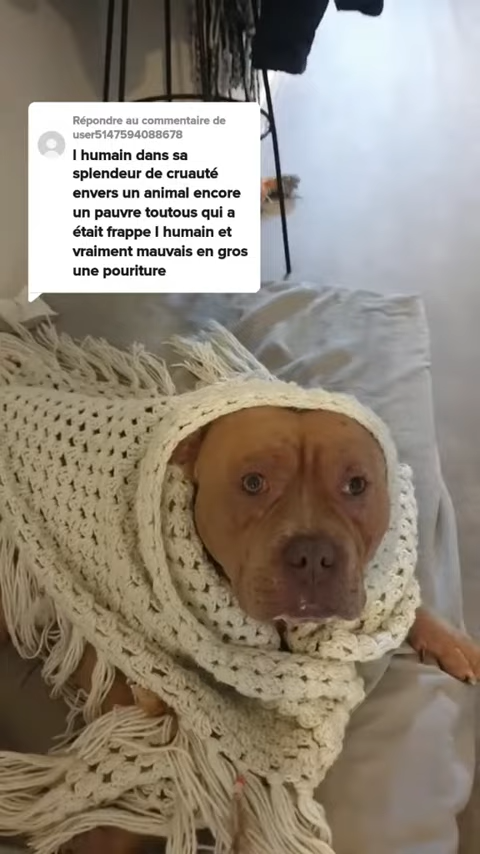 Répondre au commentaire de
user5147594088678
l humain dans sa
splendeur de cruauté
envers un animal encore
un pauvre toutous qui a
était frappe l humain et
vraiment mauvais en gros
une pouriture